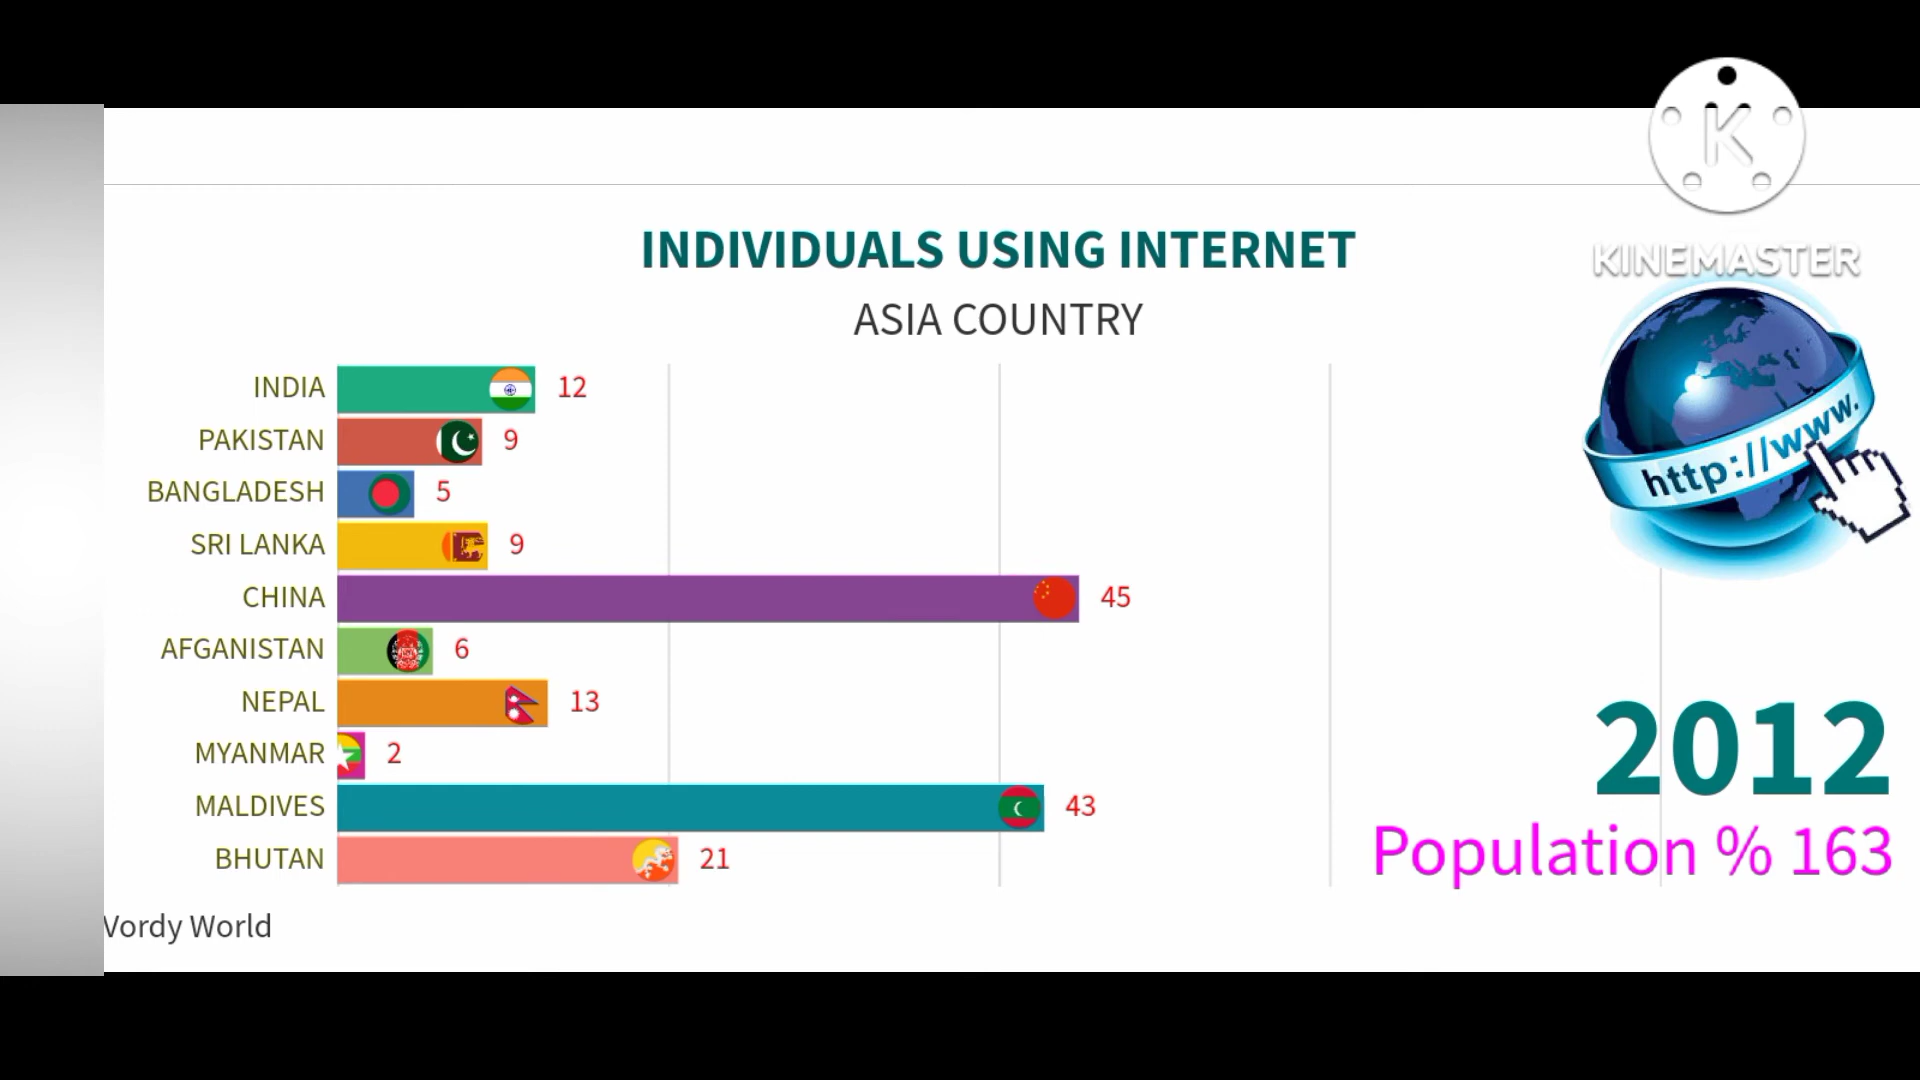 KINEMASTER
INDIVIDUALS USING INTERNET
ASIA COUNTRY
INDIA 12
PAKISTAN 9
BANGLADESH 5
SRI LANKA 9
CHINA 45
AFGANISTAN 6
NEPAL 13
MYANMAR 2
MALDIVES 43
BHUTAN 21
http://www.
2012
Population % 163
Vordy World